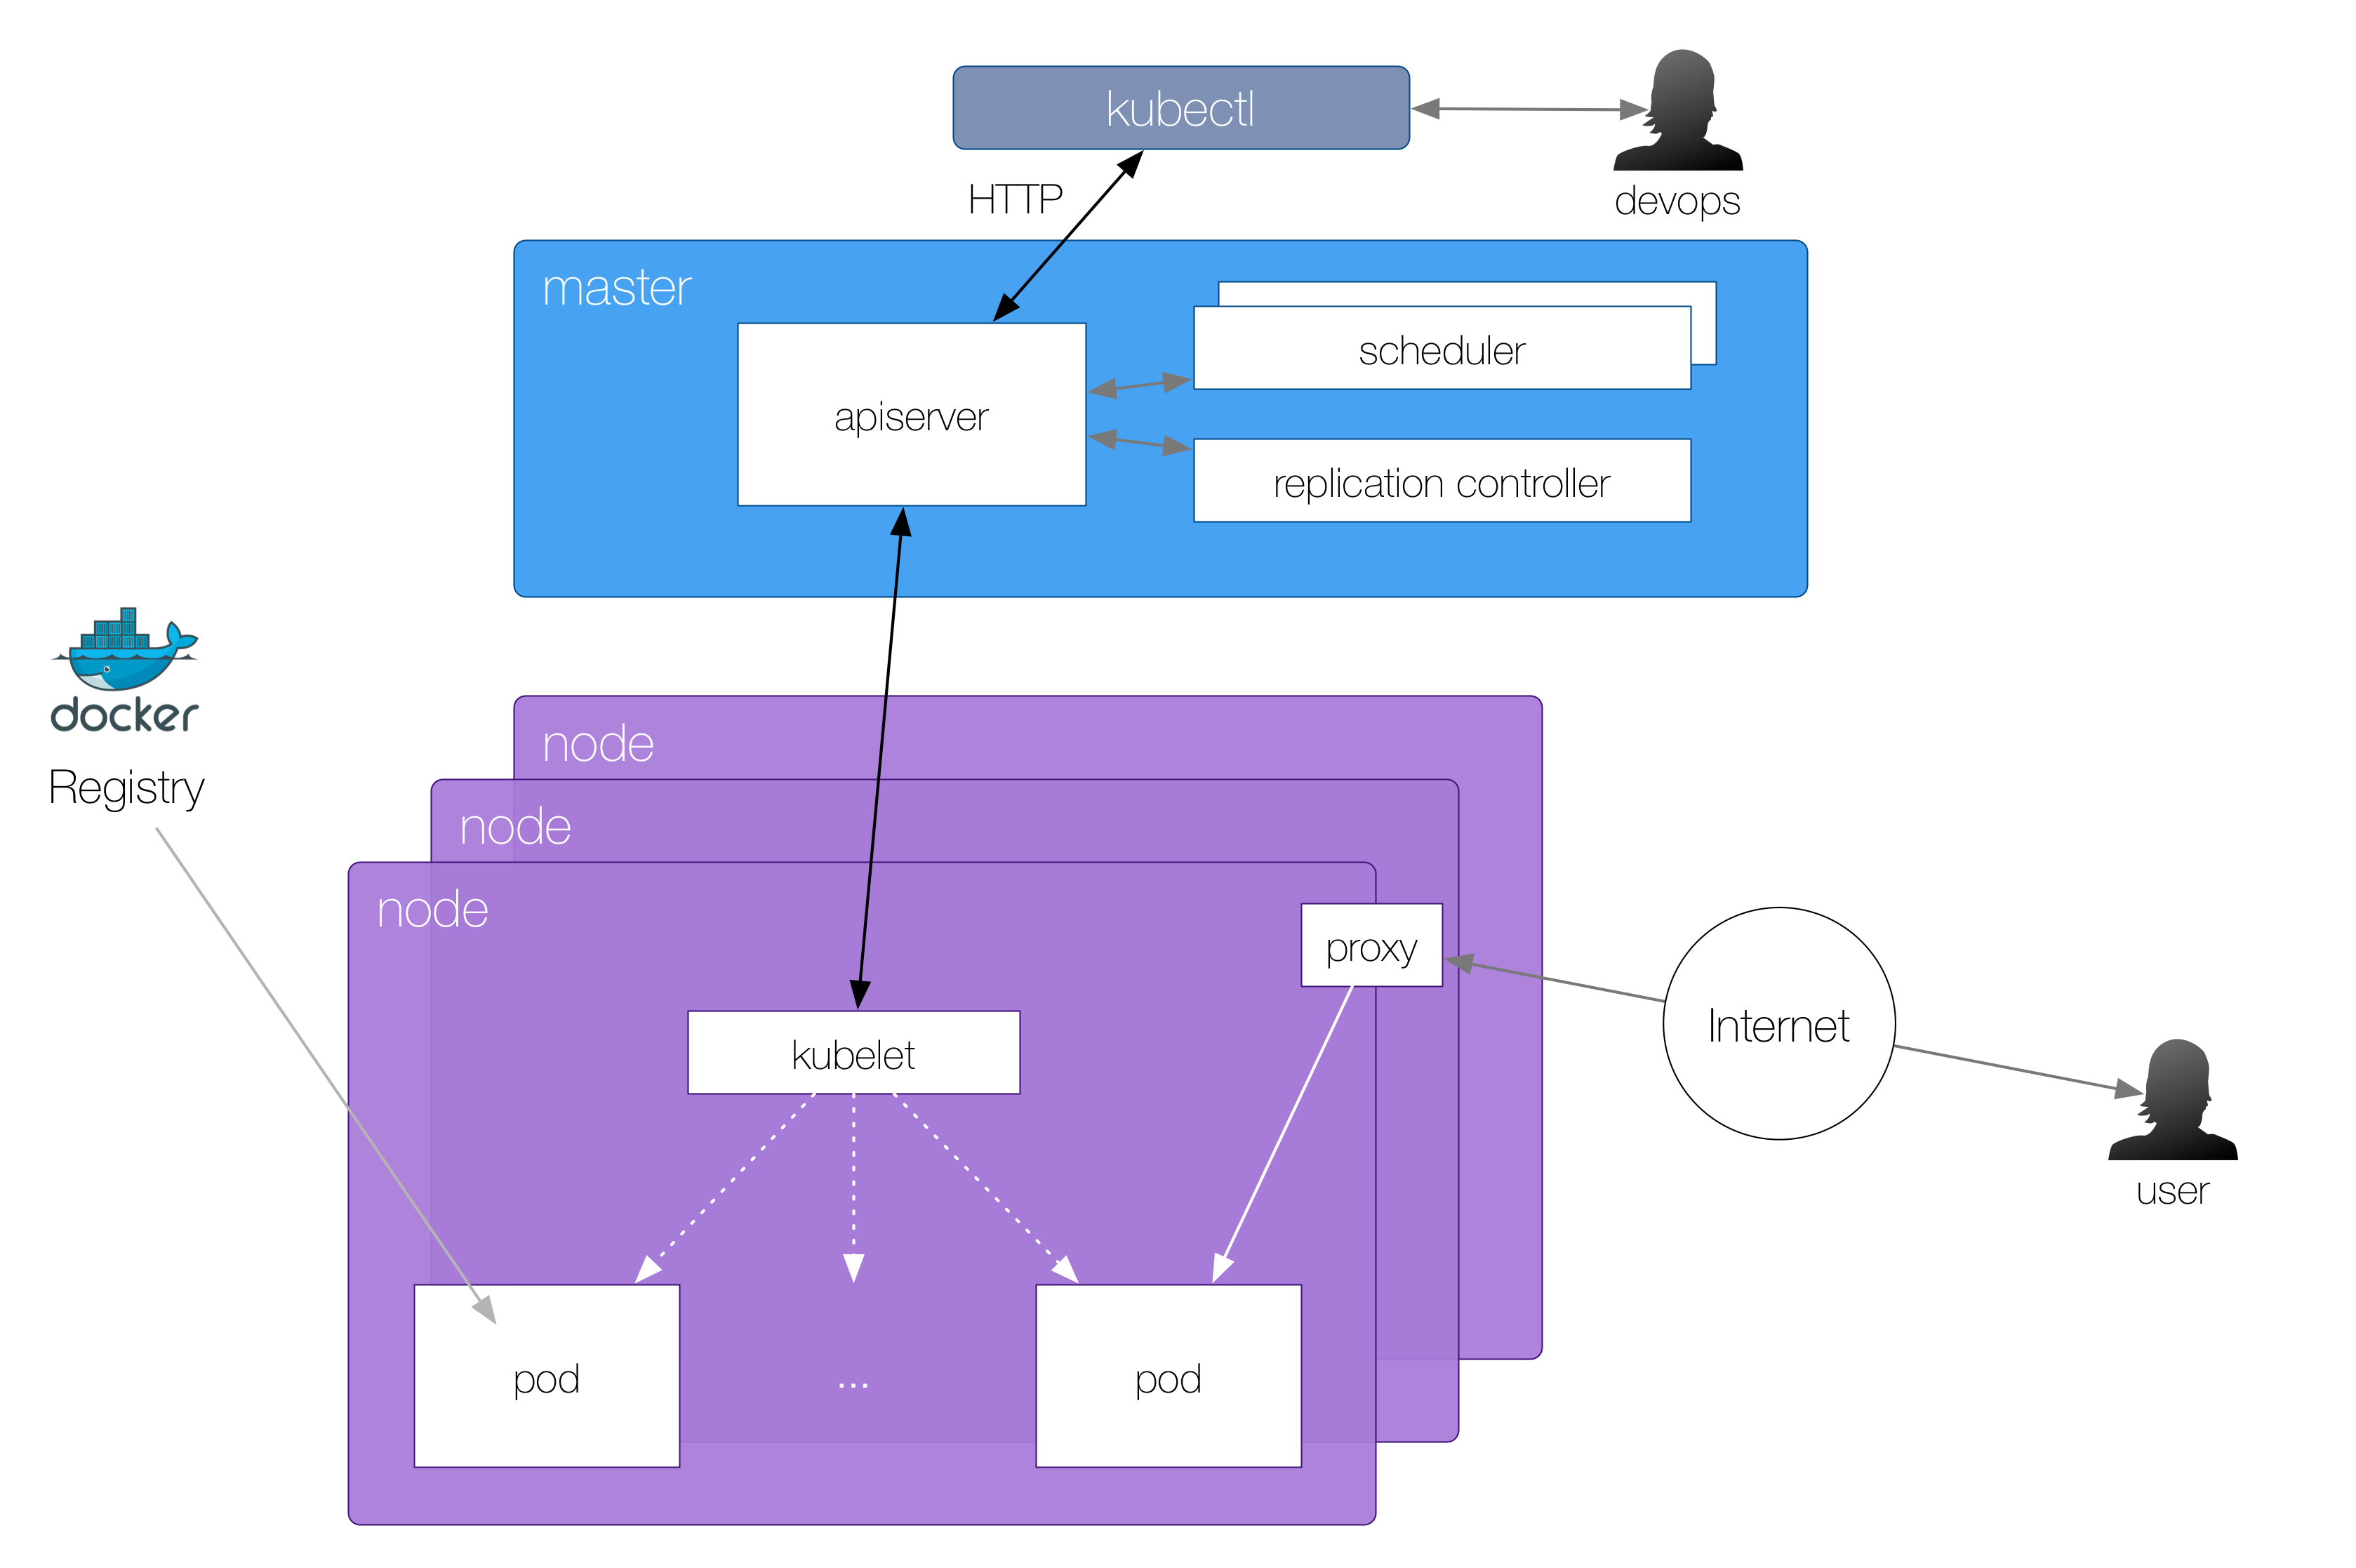 kubectl
HTTP
devops
master
scheduler
apiserver
replication controller
docker
Registry
node
node
node
proxy
Internet
kubelet
user
pod
...
pod